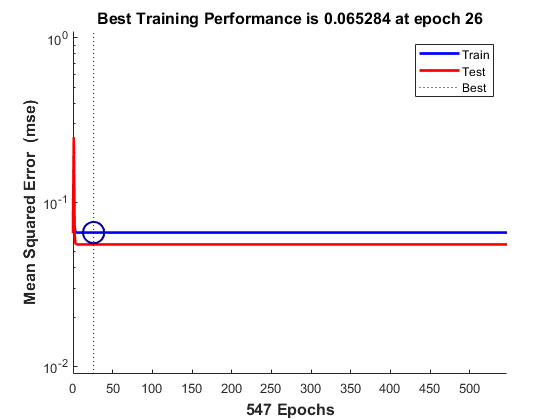 Best Training Performance is 0.065284 at epoch 26
Mean Squared Error (mse)
10^0
10^-1
10^-2
Train
Test
Best
0 50 100 150 200 250 300 350 400 450 500
547 Epochs